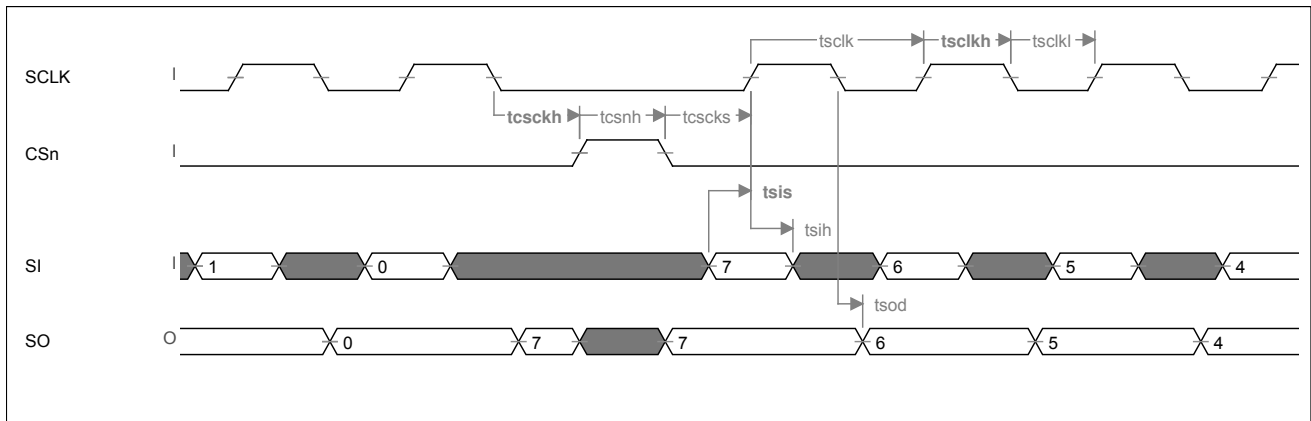 tsclk tsclkh tsclkl
SCLK I
tcsckh tcsnh tcscks
CSn I
tsis
tsih
SI I 1 0 7 6 5 4
tsod
SO O 0 7 7 6 5 4